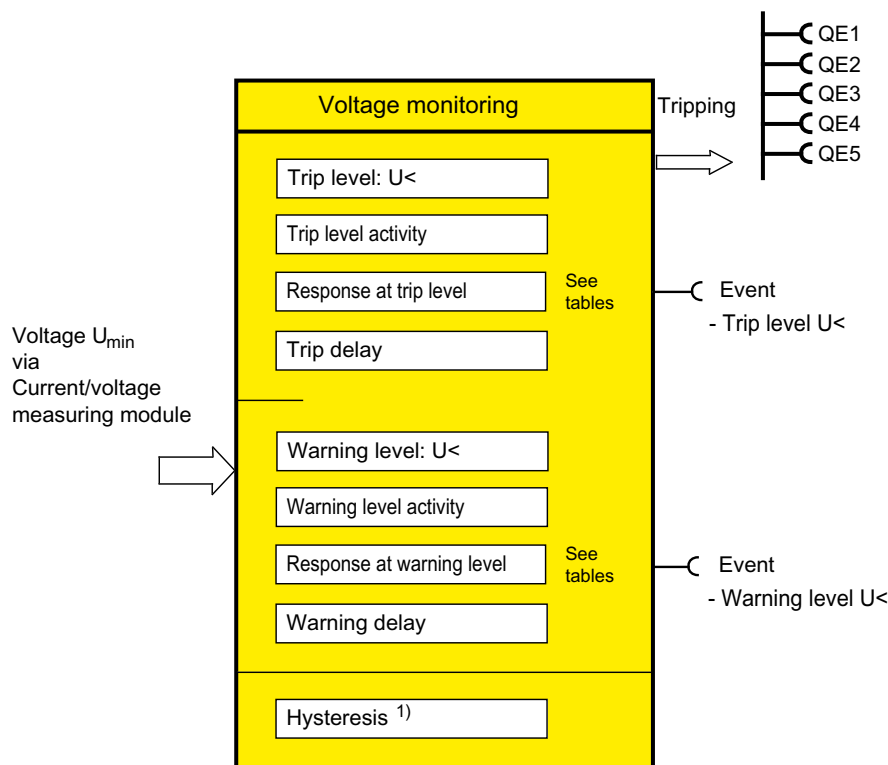 Voltage monitoring
Tripping
QE1
QE2
QE3
QE4
QE5
Trip level: U<
Trip level activity
Response at trip level
See
tables
Trip delay
Event
- Trip level U<
Voltage Umin
via
Current/voltage
measuring module
Warning level: U<
Warning level activity
Response at warning level
See
tables
Warning delay
Event
- Warning level U<
Hysteresis 1)